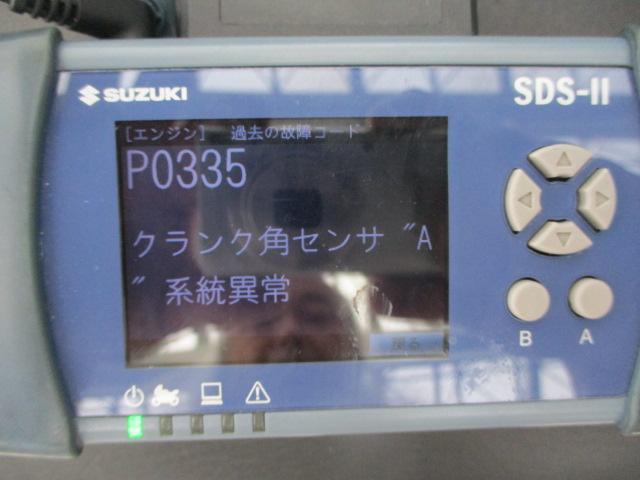 SUZUKI
SDS-II
[エンジン] 過去の故障コード
P0335
クランク角センサ "A
" 系統異常
戻る
B
A